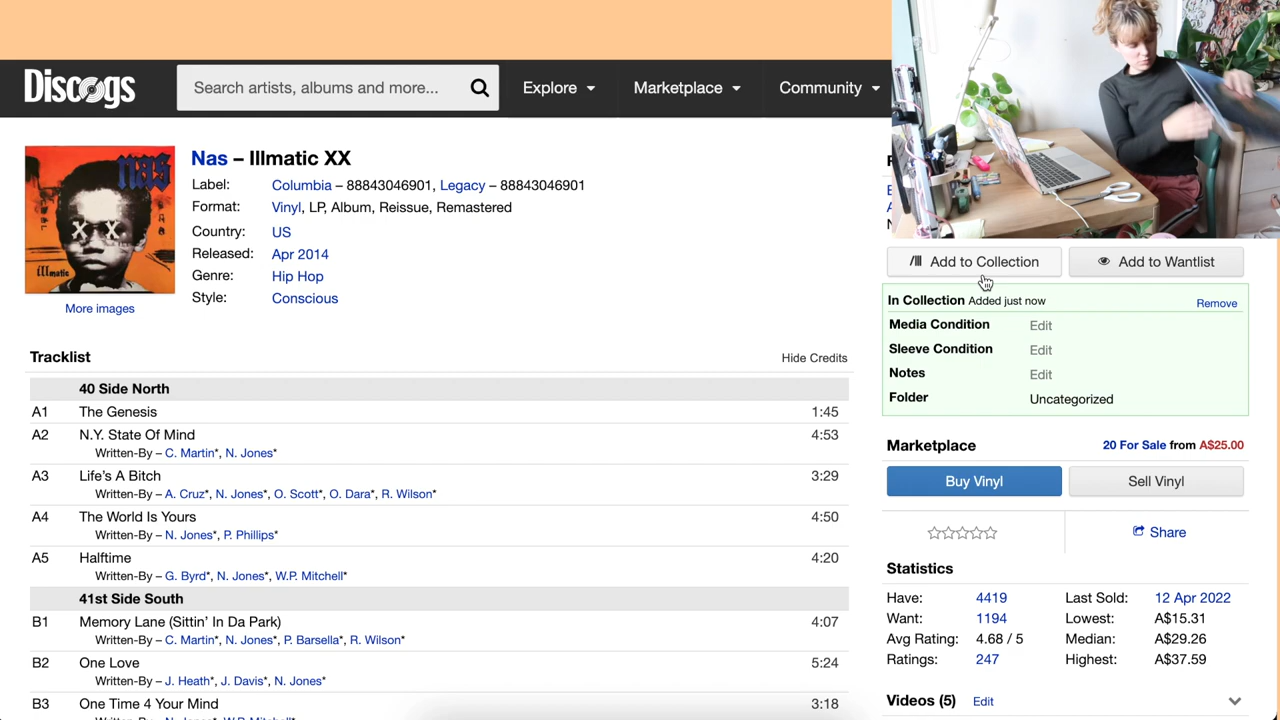 Discogs
Search artists, albums and more...
Explore
Marketplace
Community
nas
illmatic
More images
Nas – Illmatic XX
Label: Columbia – 88843046901, Legacy – 88843046901
Format: Vinyl, LP, Album, Reissue, Remastered
Country: US
Released: Apr 2014
Genre: Hip Hop
Style: Conscious
Tracklist
Hide Credits
40 Side North
A1 The Genesis 1:45
A2 N.Y. State Of Mind 4:53
Written-By – C. Martin*, N. Jones*
A3 Life's A Bitch 3:29
Written-By – A. Cruz*, N. Jones*, O. Scott*, O. Dara*, R. Wilson*
A4 The World Is Yours 4:50
Written-By – N. Jones*, P. Phillips*
A5 Halftime 4:20
Written-By – G. Byrd*, N. Jones*, W.P. Mitchell*
41st Side South
B1 Memory Lane (Sittin' In Da Park) 4:07
Written-By – C. Martin*, N. Jones*, P. Barsella*, R. Wilson*
B2 One Love 5:24
Written-By – J. Heath*, J. Davis*, N. Jones*
B3 One Time 4 Your Mind 3:18
Add to Collection
Add to Wantlist
In Collection Added just now
Remove
Media Condition Edit
Sleeve Condition Edit
Notes Edit
Folder Uncategorized
Marketplace
20 For Sale from A$25.00
Buy Vinyl
Sell Vinyl
Share
Statistics
Have: 4419
Last Sold: 12 Apr 2022
Want: 1194
Lowest: A$15.31
Avg Rating: 4.68 / 5
Median: A$29.26
Ratings: 247
Highest: A$37.59
Videos (5) Edit